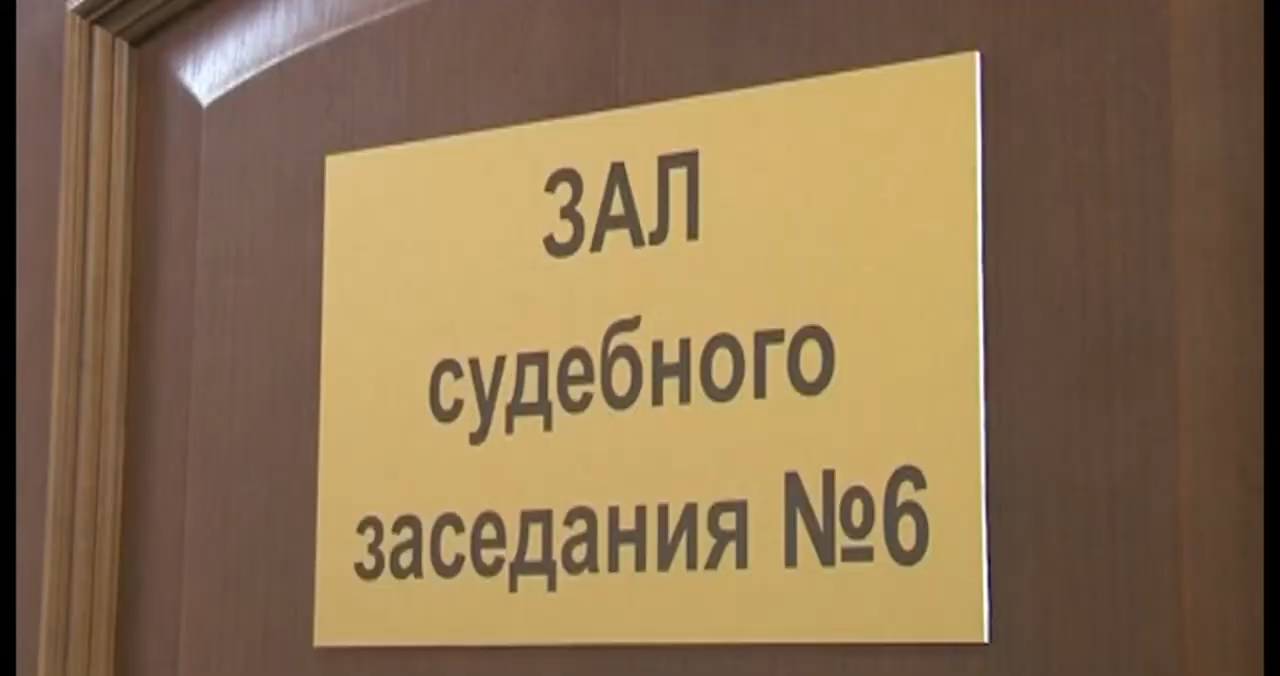 ЗАЛ
судебного
заседания №6